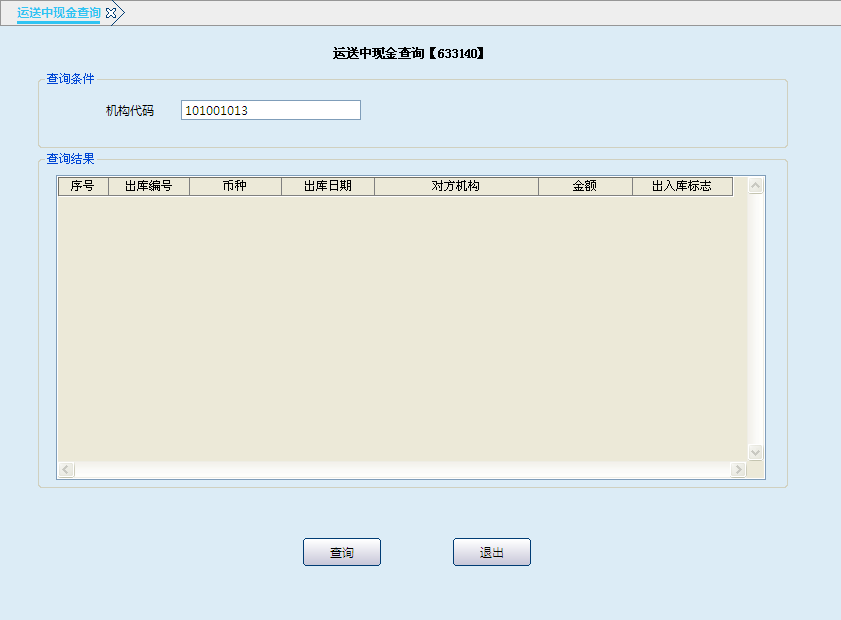 运送中现金查询
运送中现金查询【633140】
查询条件
机构代码 101001013
查询结果
序号 出库编号 币种 出库日期 对方机构 金额 出入库标志
查询 退出